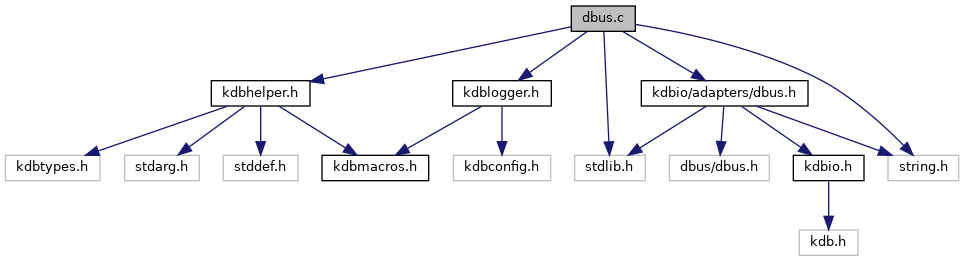 dbus.c
kdbhelper.h
kdblogger.h
kdbio/adapters/dbus.h
kdbtypes.h
stdarg.h
stddef.h
kdbmacros.h
kdbconfig.h
stdlib.h
dbus/dbus.h
kdbio.h
string.h
kdb.h